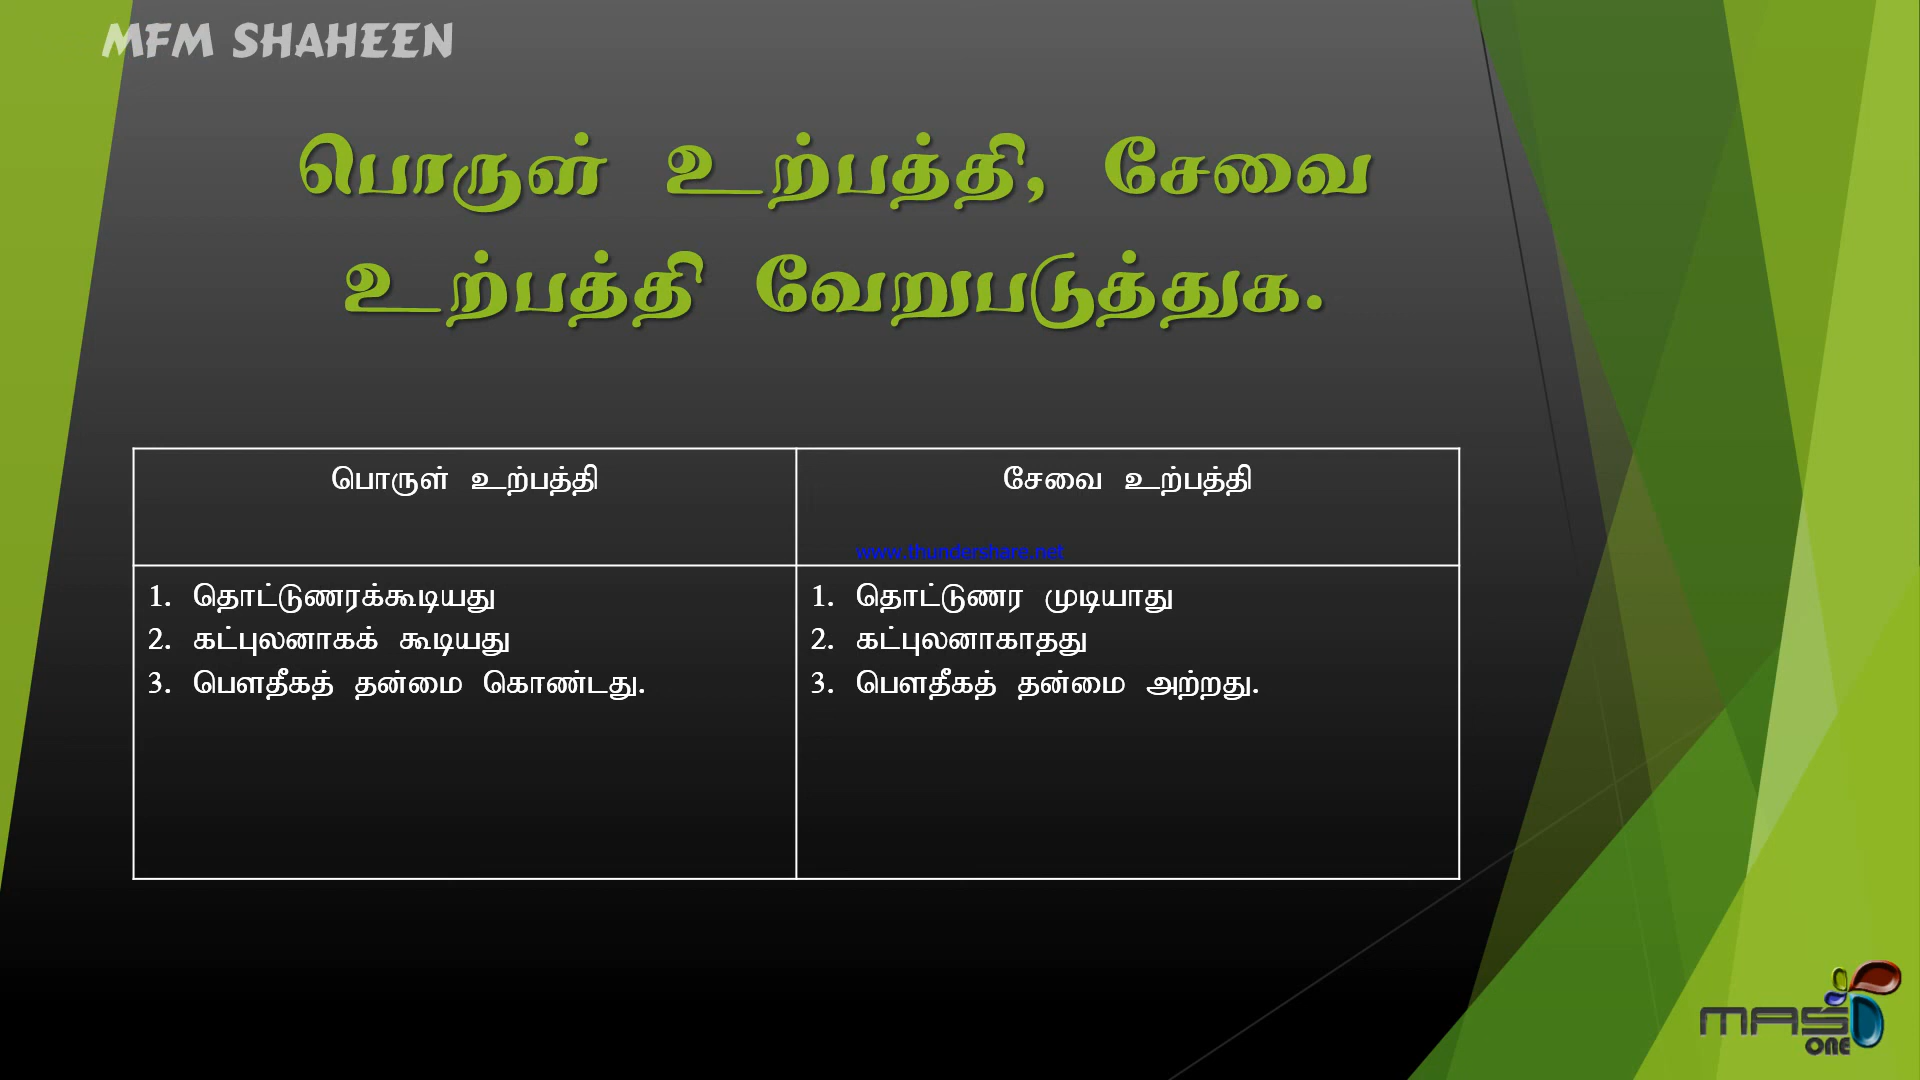 MFM SHAHEEN
பொருள் உற்பத்தி, சேவை
உற்பத்தி வேறுபடுத்துக.
பொருள் உற்பத்தி
சேவை உற்பத்தி
www.thundershare.net
1. தொட்டுணரக்கூடியது
2. கட்புலனாகக் கூடியது
3. பௌதீகத் தன்மை கொண்டது.
1. தொட்டுணர முடியாது
2. கட்புலனாகாதது
3. பௌதீகத் தன்மை அற்றது.
MAS
ONE